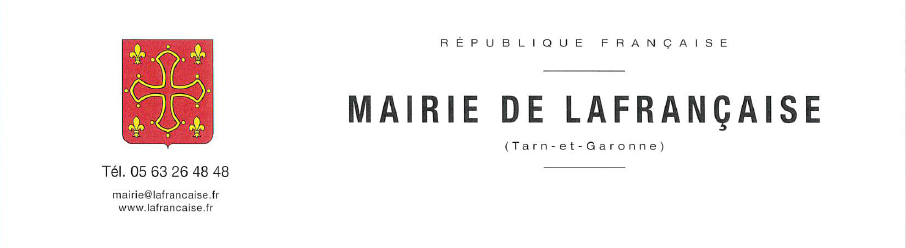 RÉPUBLIQUE FRANÇAISE
MAIRIE DE LAFRANÇAISE
(Tarn-et-Garonne)
Tél. 05 63 26 48 48
mairie@lafrancaise.fr
www.lafrancaise.fr